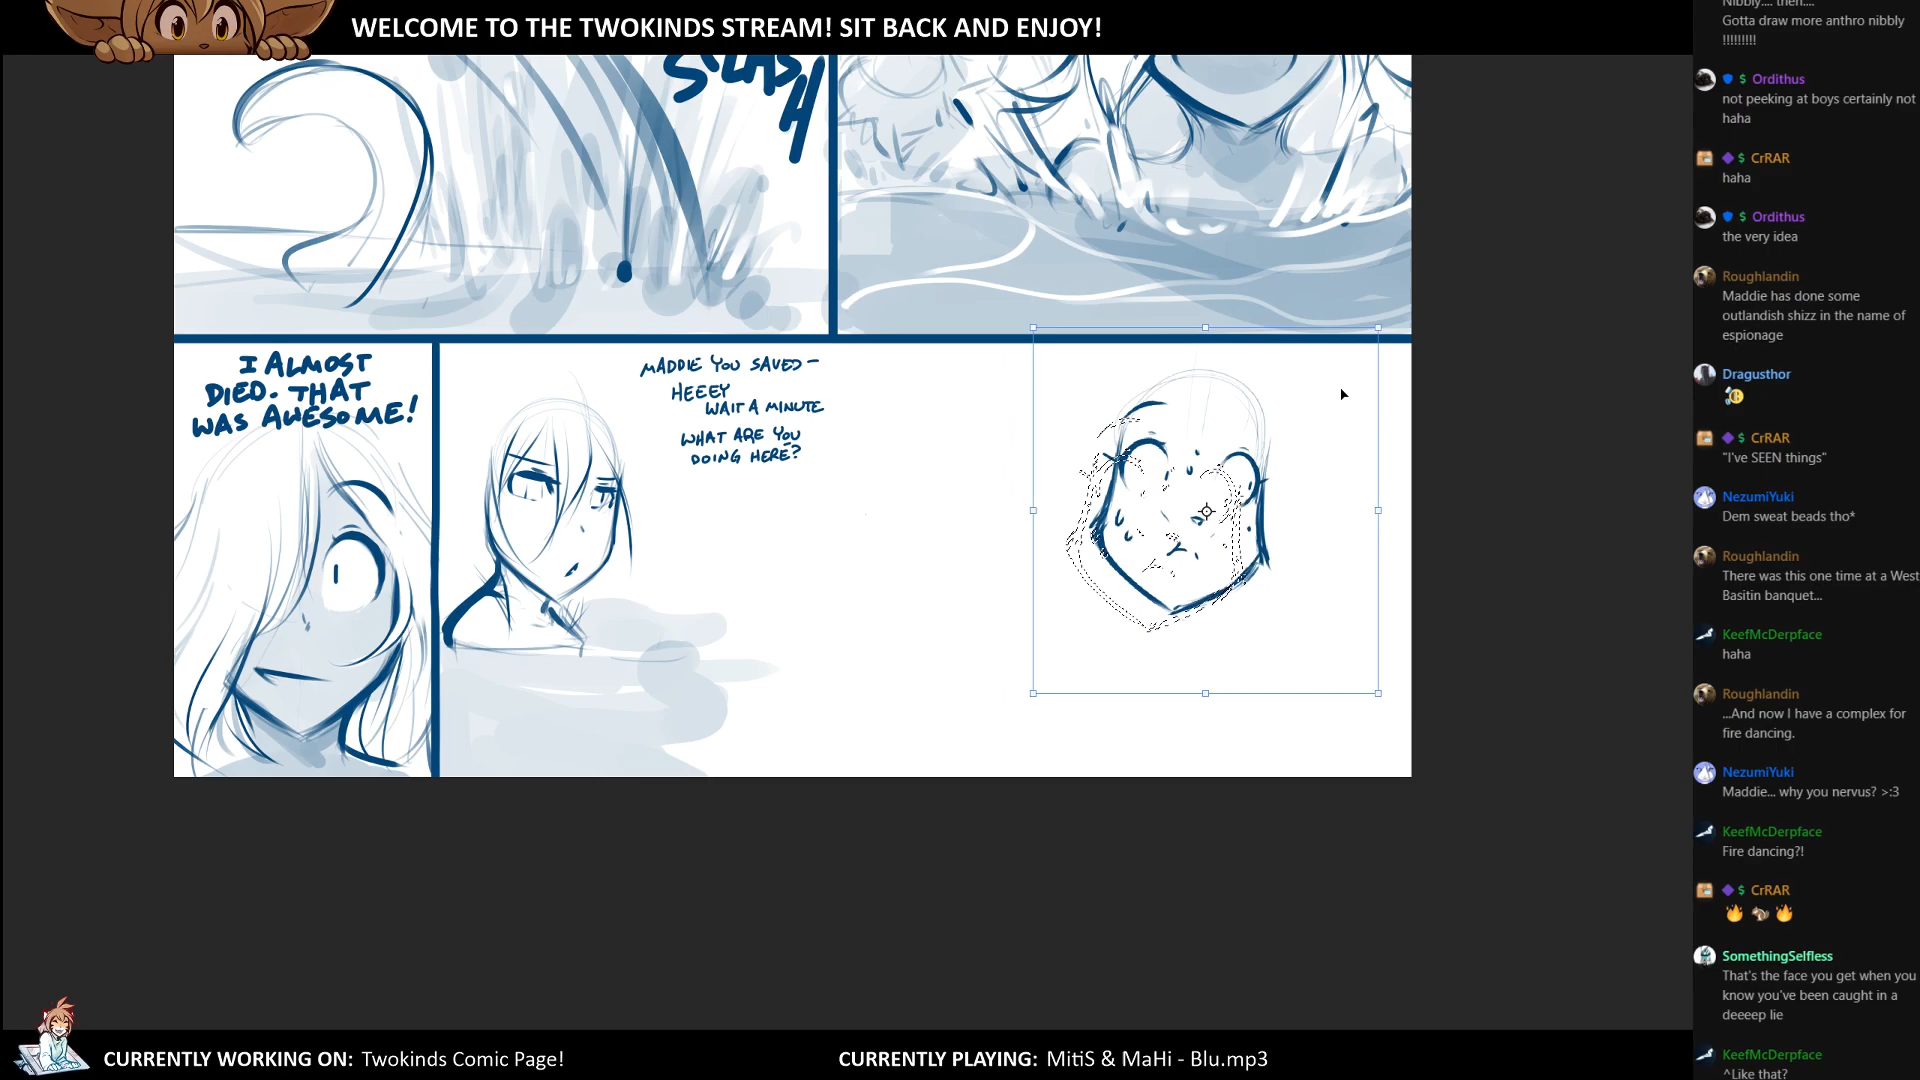 WELCOME TO THE TWOKINDS STREAM! SIT BACK AND ENJOY!
I ALMOST
DIED. THAT
WAS AWESOME!
MADDIE YOU SAVED -
HEEEY
WAIT A MINUTE
WHAT ARE YOU
DOING HERE?
Nibbly.... then....
Gotta draw more anthro nibbly
!!!!!!!!!
$ Ordithus
not peeking at boys certainly not
haha
$ CrRAR
haha
$ Ordithus
the very idea
Roughlandin
Maddie has done some
outlandish shizz in the name of
espionage
Dragusthor
$ CrRAR
"I've SEEN things"
NezumiYuki
Dem sweat beads tho*
Roughlandin
There was this one time at a West
Basitin banquet...
KeefMcDerpface
haha
Roughlandin
...And now I have a complex for
fire dancing.
NezumiYuki
Maddie... why you nervus? >:3
KeefMcDerpface
Fire dancing?!
$ CrRAR
🔥 🐿️ 🔥
SomethingSelfless
That's the face you get when you
know you've been caught in a
deeeep lie
KeefMcDerpface
^Like that?
CURRENTLY WORKING ON: Twokinds Comic Page!
CURRENTLY PLAYING: MitiS & MaHi - Blu.mp3